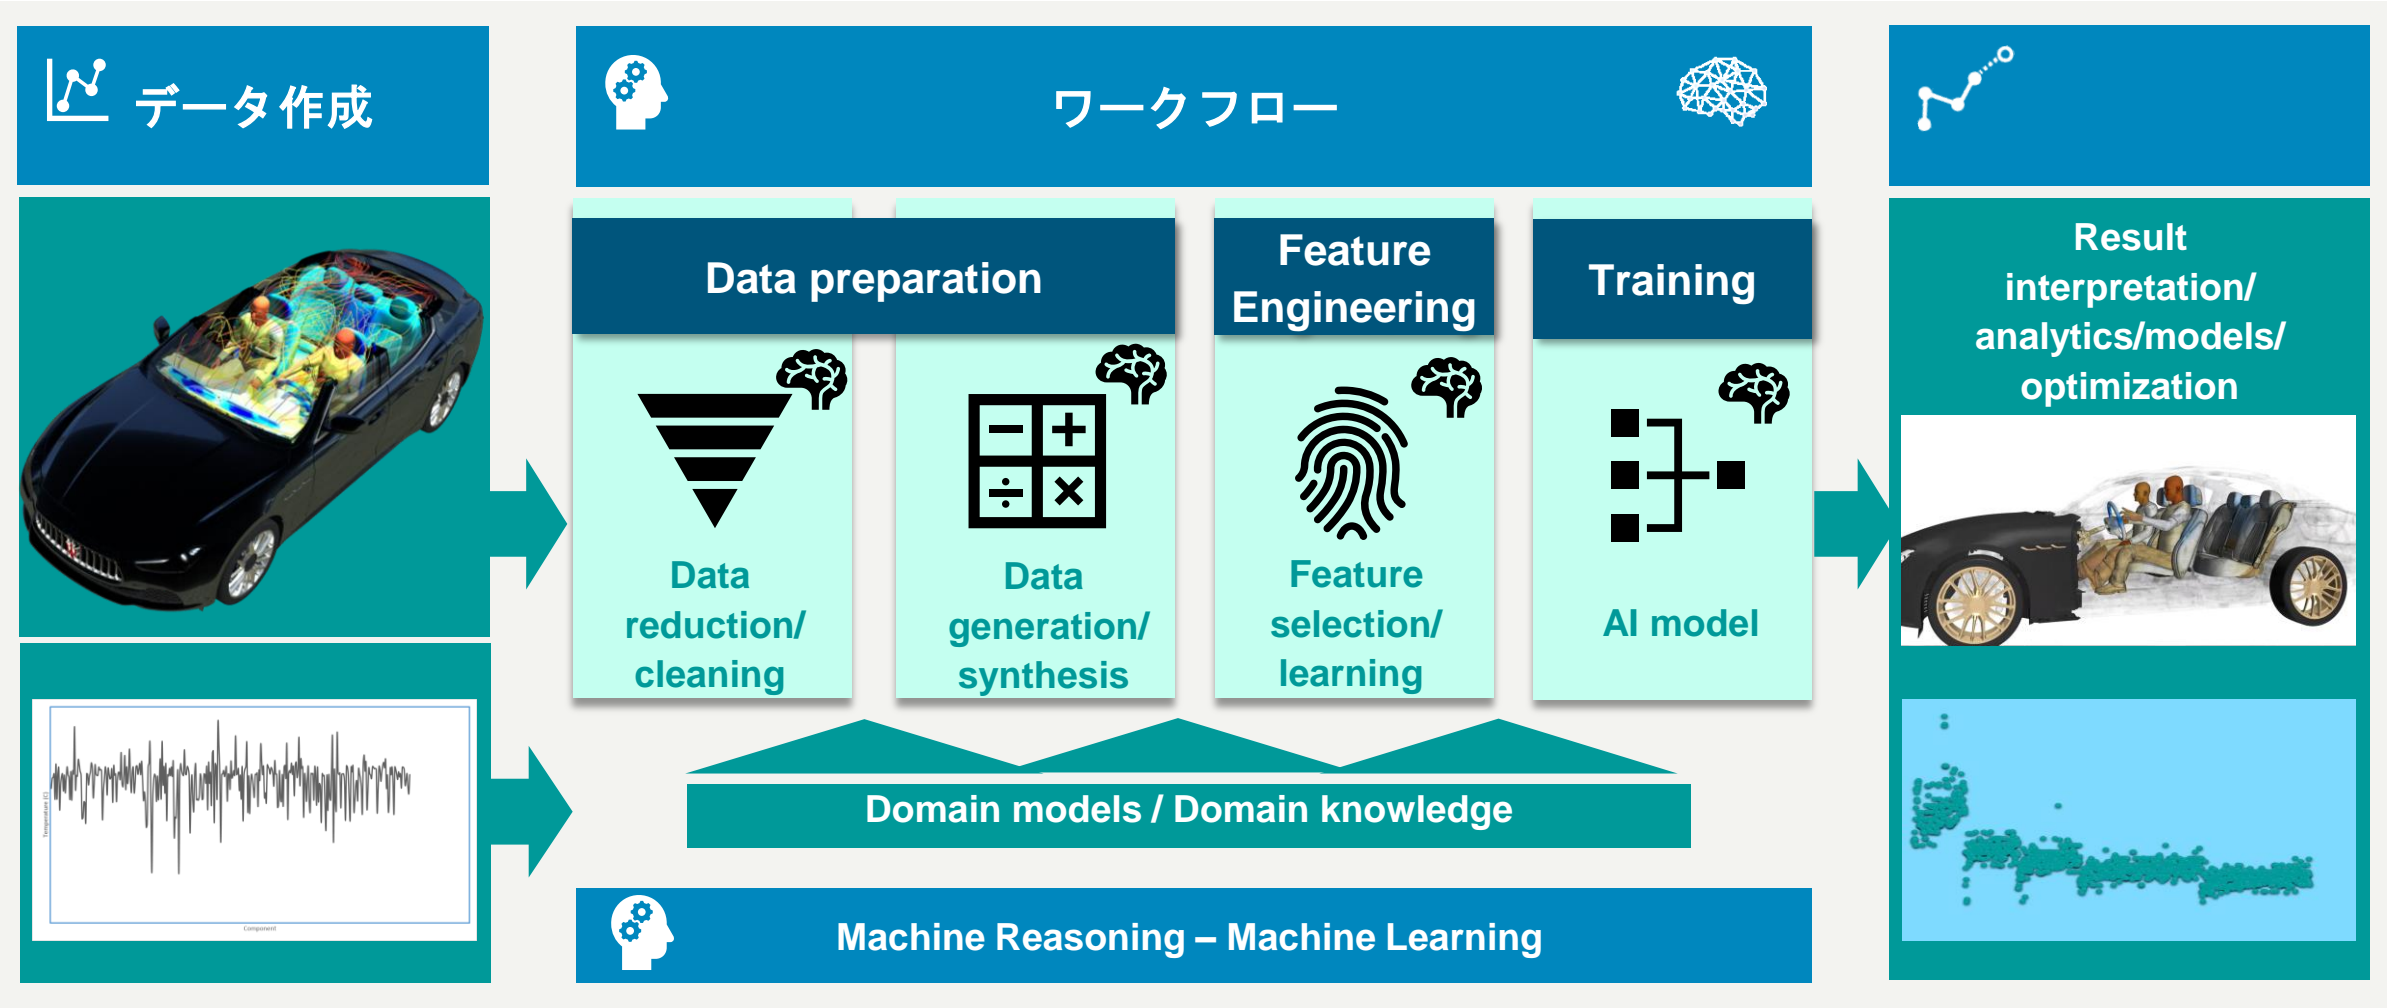 データ作成
ワークフロー
Data preparation
Feature
Engineering
Training
Data
reduction/
cleaning
Data
generation/
synthesis
Feature
selection/
learning
AI model
Domain models / Domain knowledge
Machine Reasoning – Machine Learning
Result
interpretation/
analytics/models/
optimization
Temperature (C)
Component